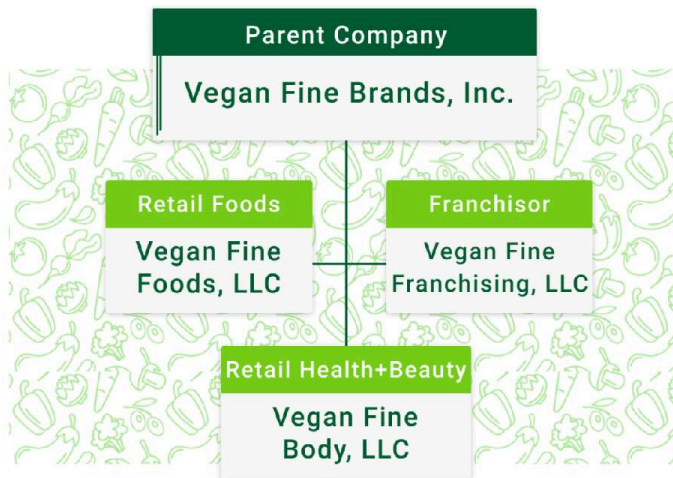 Parent Company
Vegan Fine Brands, Inc.
Retail Foods
Vegan Fine
Foods, LLC
Franchisor
Vegan Fine
Franchising, LLC
Retail Health+Beauty
Vegan Fine
Body, LLC